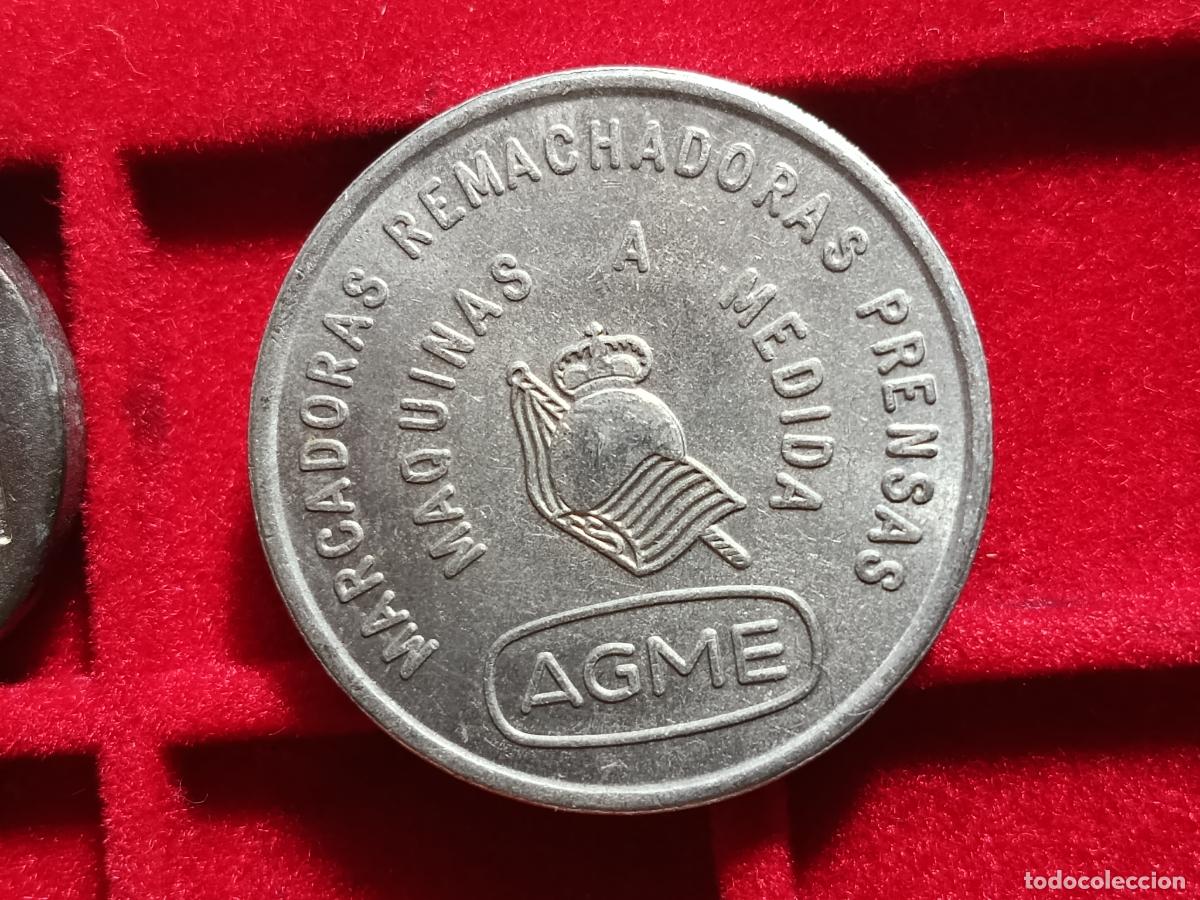 MARCADORAS REMACHADORAS PRENSAS
MAQUINAS A MEDIDA
AGME
todocoleccion